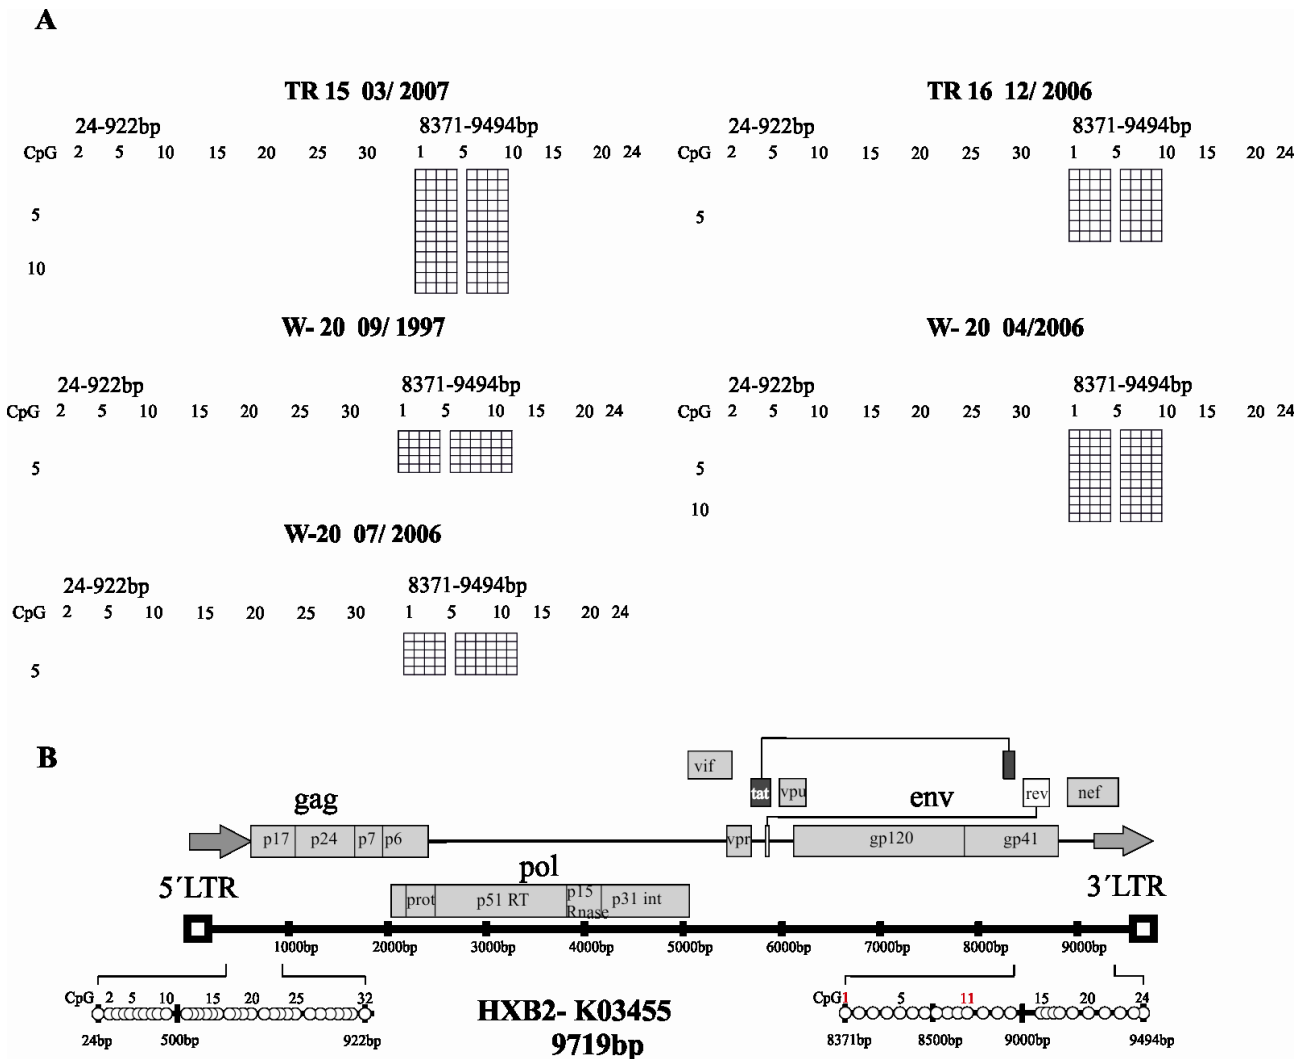 A
TR 15 03/ 2007
24-922bp 8371-9494bp
CpG 2 5 10 15 20 25 30 1 5 10 15 20 24
5
10
TR 16 12/ 2006
24-922bp 8371-9494bp
CpG 2 5 10 15 20 25 30 1 5 10 15 20 24
5
W- 20 09/ 1997
24-922bp 8371-9494bp
CpG 2 5 10 15 20 25 30 1 5 10 15 20 24
5
W- 20 04/2006
24-922bp 8371-9494bp
CpG 2 5 10 15 20 25 30 1 5 10 15 20 24
5
10
W-20 07/ 2006
24-922bp 8371-9494bp
CpG 2 5 10 15 20 25 30 1 5 10 15 20 24
5
B
vif
tat vpu env rev nef
gag
p17 p24 p7 p6 vpr gp120 gp41
pol
5´LTR 3´LTR
prot p51 RT p15 Rnase p31 int
1000bp 2000bp 3000bp 4000bp 5000bp 6000bp 7000bp 8000bp 9000bp
CpG 2 5 10 15 20 25 32
24bp 500bp 922bp
HXB2- K03455
9719bp
CpG 1 5 11 15 20 24
8371bp 8500bp 9000bp 9494bp